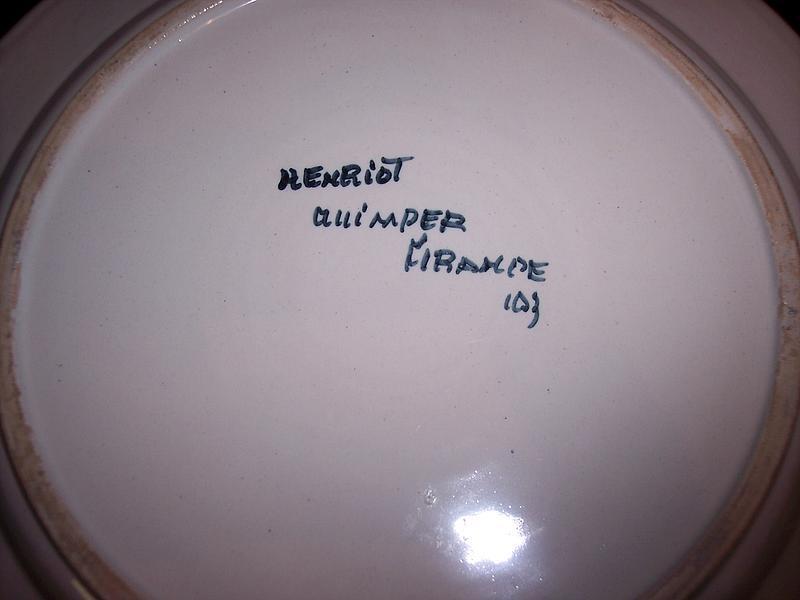 HENRiOT
QUiMPER
FRANCE
103